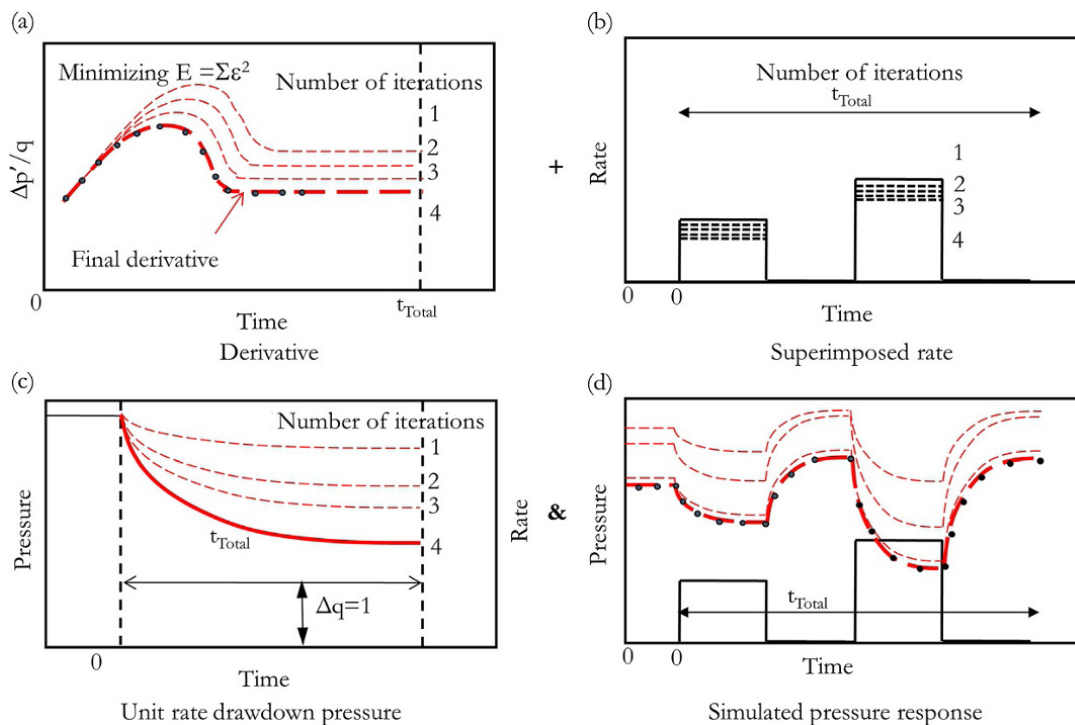 (a)
Minimizing E =Σε²
Number of iterations
1
2
3
4
Δp'/q
Final derivative
0
t_Total
Time
Derivative
(b)
Number of iterations
t_Total
+
Rate
1
2
3
4
0
0
Time
Superimposed rate
(c)
Number of iterations
1
2
3
4
Pressure
t_Total
Δq=1
0
Time
Unit rate drawdown pressure
(d)
Rate
&
Pressure
t_Total
0
0
Time
Simulated pressure response